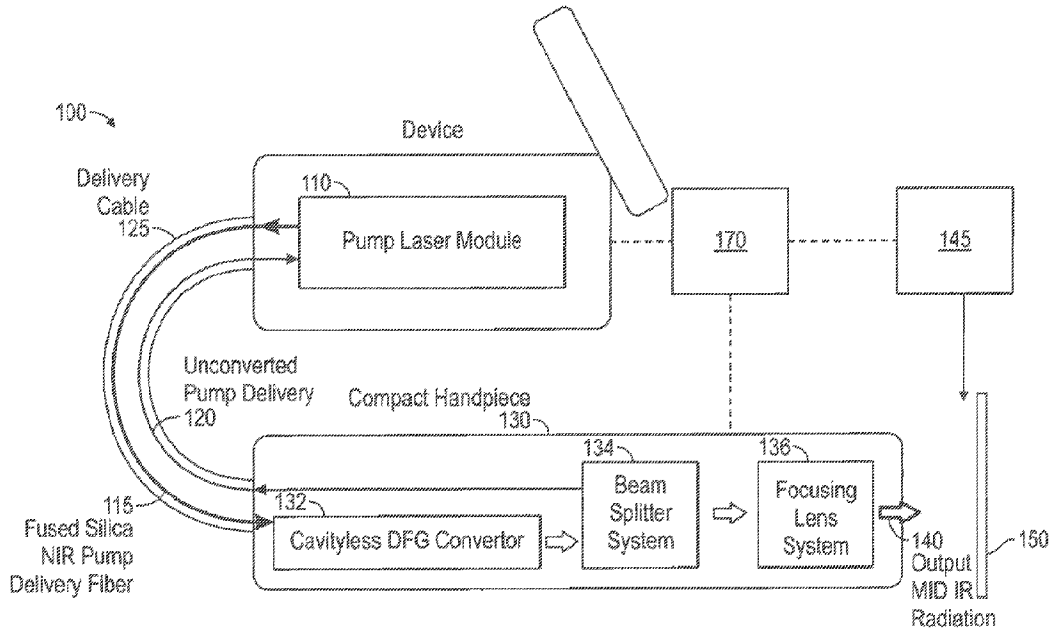 100
Device
Delivery
Cable
125
110
Pump Laser Module
170
145
Unconverted
Pump Delivery
120
Compact Handpiece
130
115
Fused Silica
NIR Pump
Delivery Fiber
132
Cavityless DFG Convertor
134
Beam
Splitter
System
136
Focusing
Lens
System
140
Output
MID IR
Radiation
150